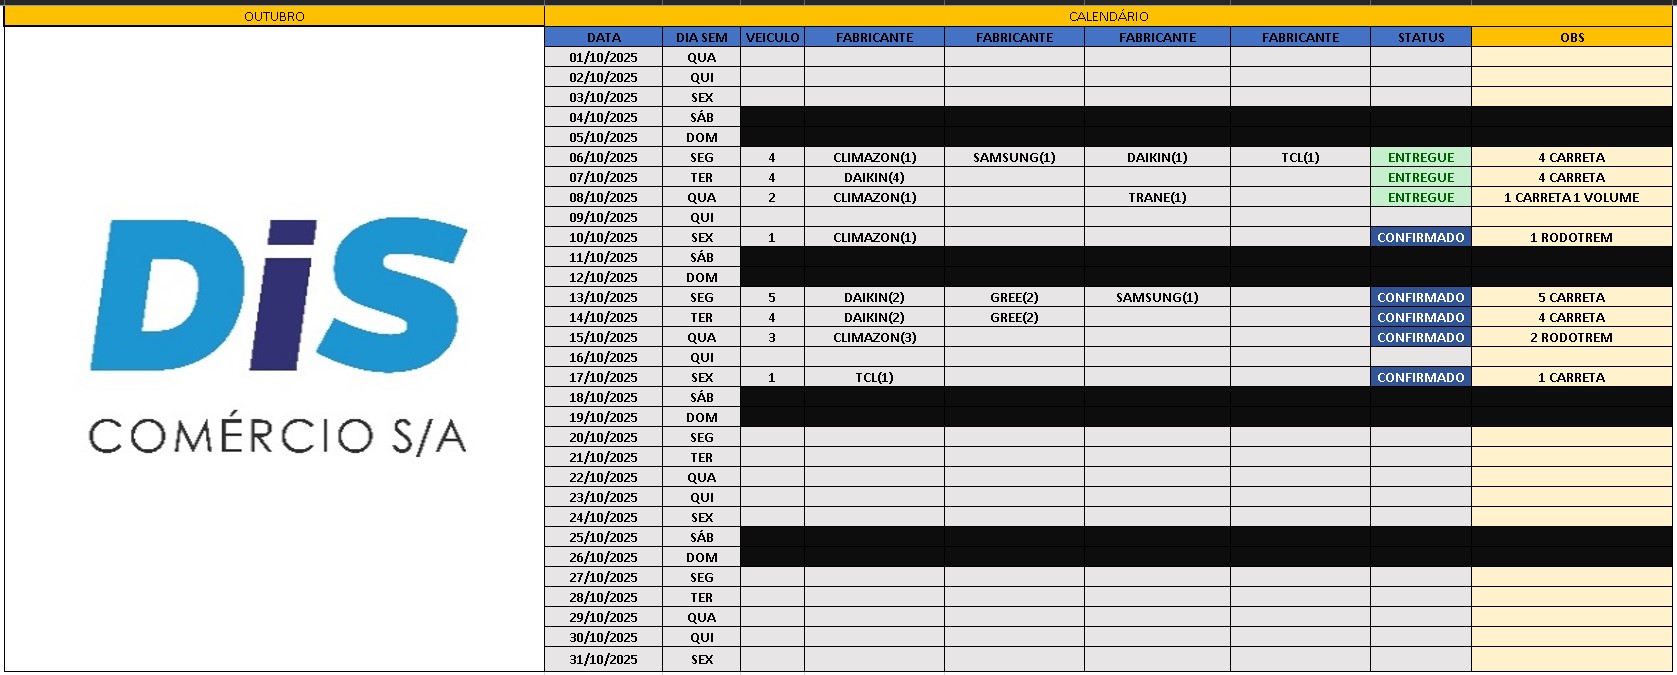 OUTUBRO CALENDÁRIO
DATA DIA SEM VEICULO FABRICANTE FABRICANTE FABRICANTE FABRICANTE STATUS OBS
01/10/2025 QUA
02/10/2025 QUI
03/10/2025 SEX
04/10/2025 SÁB
05/10/2025 DOM
06/10/2025 SEG 4 CLIMAZON(1) SAMSUNG(1) DAIKIN(1) TCL(1) ENTREGUE 4 CARRETA
07/10/2025 TER 4 DAIKIN(4) ENTREGUE 4 CARRETA
08/10/2025 QUA 2 CLIMAZON(1) TRANE(1) ENTREGUE 1 CARRETA 1 VOLUME
09/10/2025 QUI
10/10/2025 SEX 1 CLIMAZON(1) CONFIRMADO 1 RODOTREM
11/10/2025 SÁB
12/10/2025 DOM
13/10/2025 SEG 5 DAIKIN(2) GREE(2) SAMSUNG(1) CONFIRMADO 5 CARRETA
14/10/2025 TER 4 DAIKIN(2) GREE(2) CONFIRMADO 4 CARRETA
15/10/2025 QUA 3 CLIMAZON(3) CONFIRMADO 2 RODOTREM
16/10/2025 QUI
17/10/2025 SEX 1 TCL(1) CONFIRMADO 1 CARRETA
18/10/2025 SÁB
19/10/2025 DOM
20/10/2025 SEG
21/10/2025 TER
22/10/2025 QUA
23/10/2025 QUI
24/10/2025 SEX
25/10/2025 SÁB
26/10/2025 DOM
27/10/2025 SEG
28/10/2025 TER
29/10/2025 QUA
30/10/2025 QUI
31/10/2025 SEX
DiS
COMÉRCIO S/A